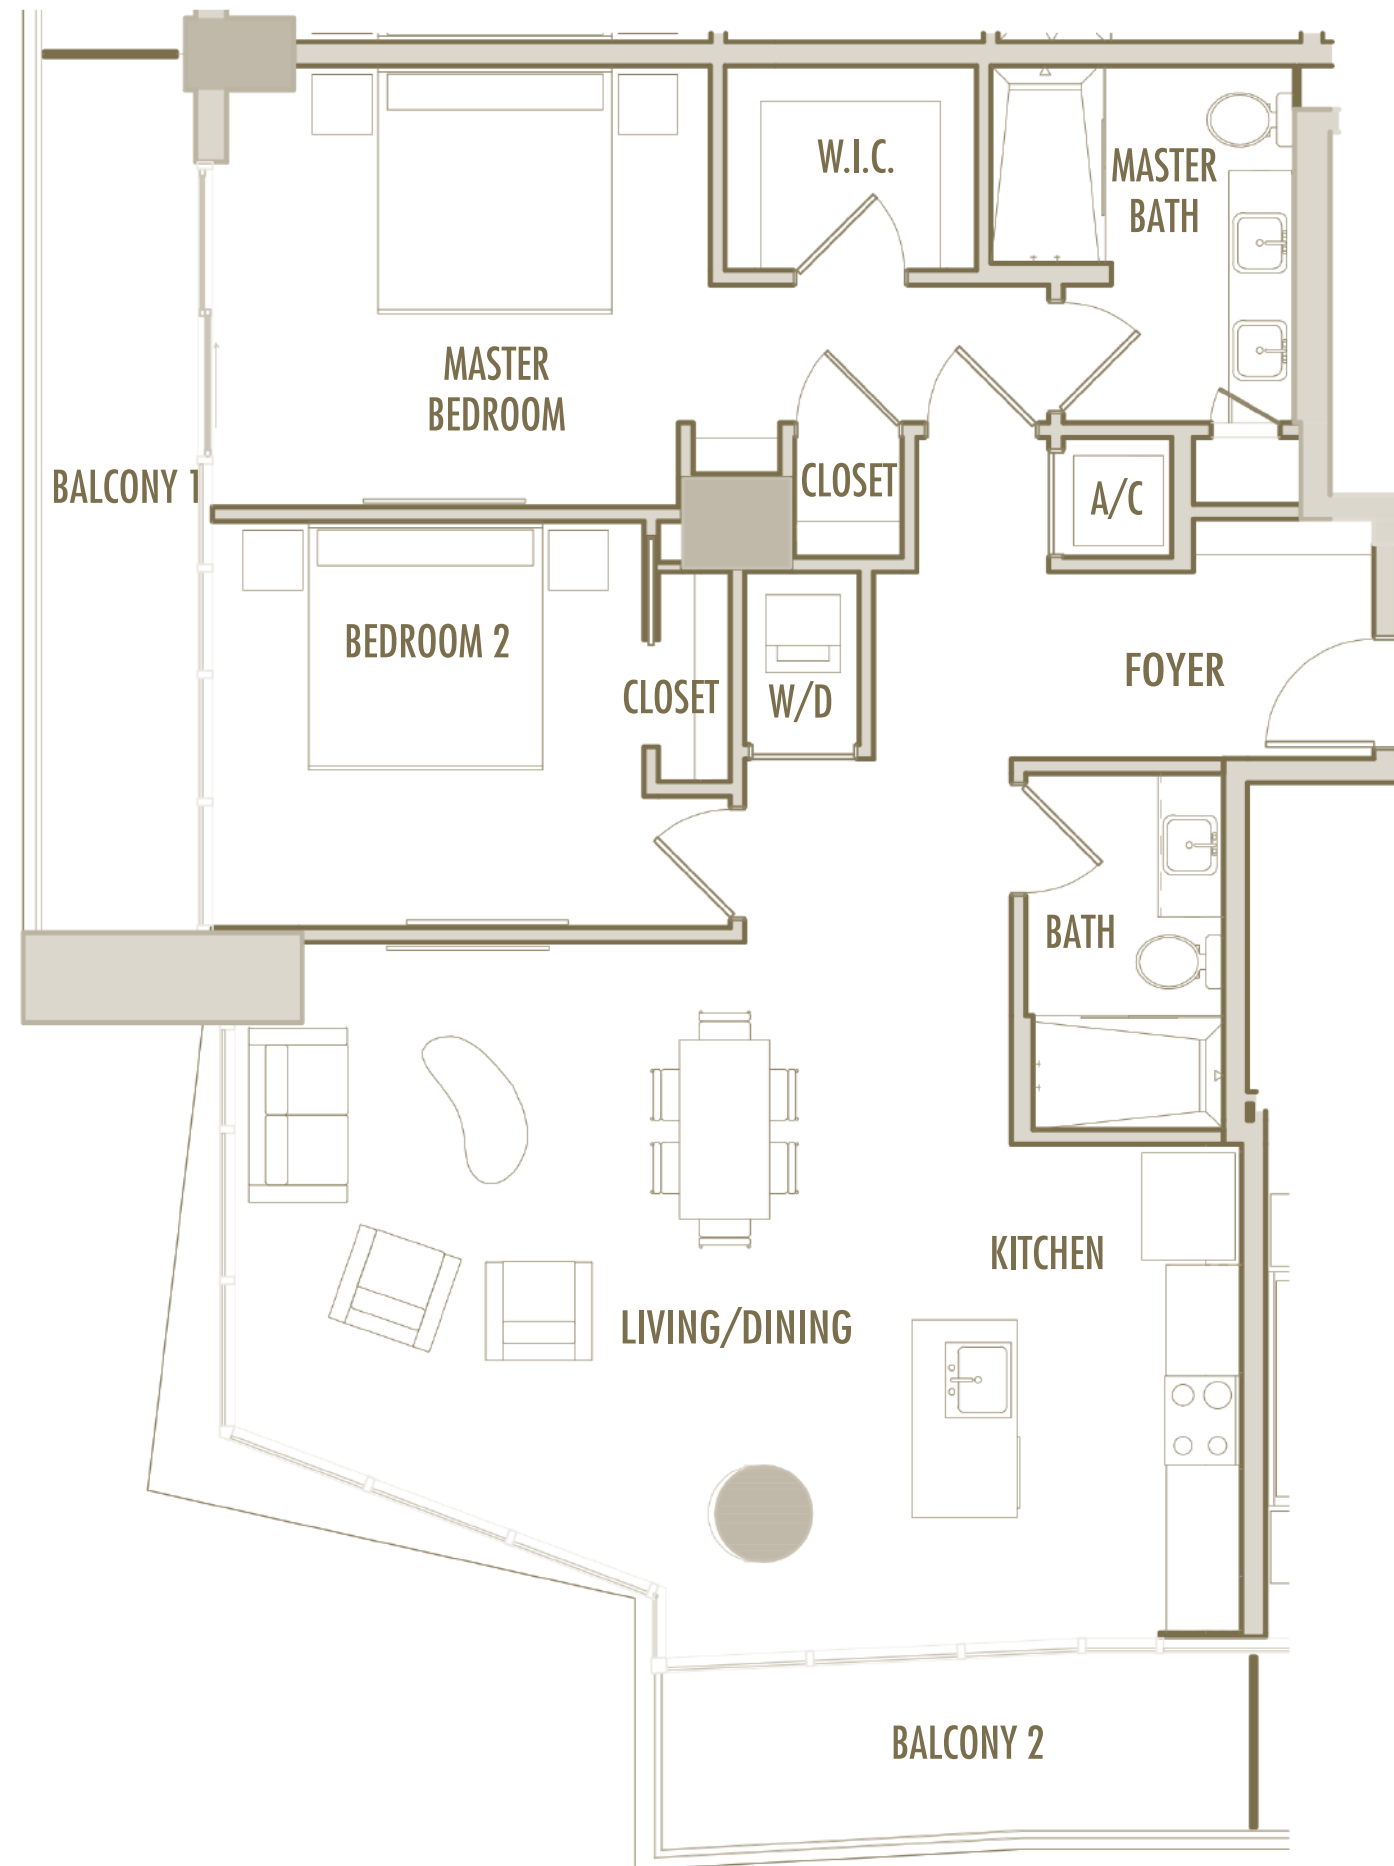 W.I.C.
MASTER
BATH
MASTER
BEDROOM
BALCONY 1
CLOSET
A/C
BEDROOM 2
FOYER
CLOSET
W/D
BATH
KITCHEN
LIVING/DINING
BALCONY 2